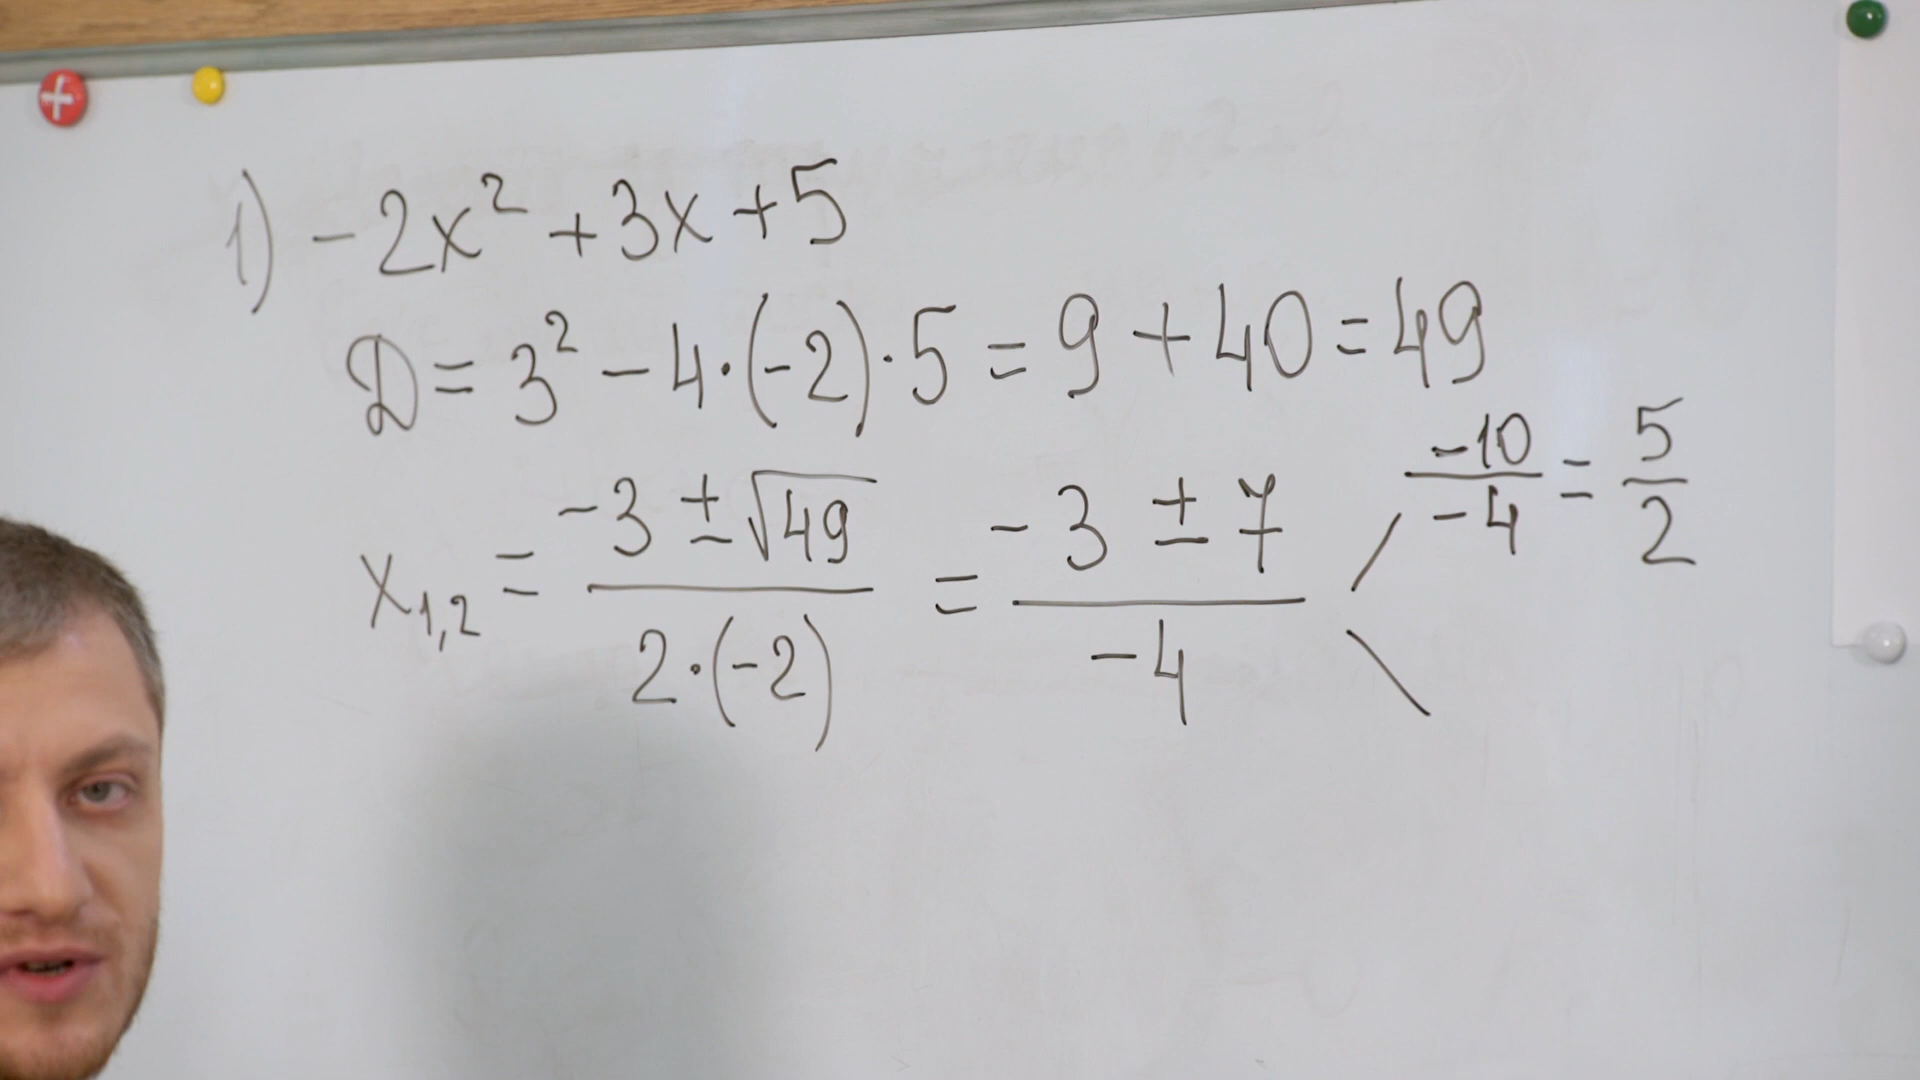 1) -2x² + 3x + 5
D = 3² - 4·(-2)·5 = 9 + 40 = 49
x₁,₂ = (-3 ± √49)/(2·(-2)) = (-3 ± 7)/(-4) ∕ (-10)/(-4) = 5/2
∖